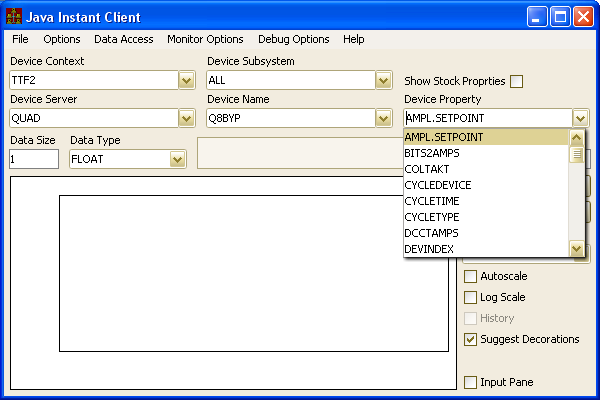 Java Instant Client
File Options Data Access Monitor Options Debug Options Help
Device Context Device Subsystem
TTF2 ALL Show Stock Proprties
Device Server Device Name Device Property
QUAD Q8BYP AMPL.SETPOINT
Data Size Data Type AMPL.SETPOINT
1 FLOAT BITS2AMPS
COLTAKT
CYCLEDEVICE
CYCLETIME
CYCLETYPE
DCCTAMPS
DEVINDEX
Autoscale
Log Scale
History
Suggest Decorations
Input Pane